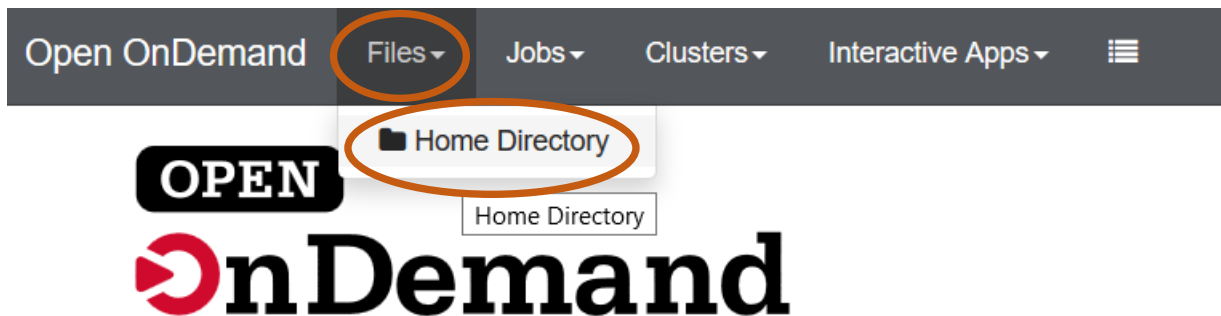 Open OnDemand Files Jobs Clusters Interactive Apps
Home Directory
OPEN
Home Directory
OnDemand